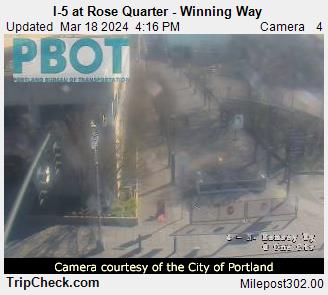 I-5 at Rose Quarter - Winning Way
Updated Mar 18 2024 4:16 PM Camera 4
PBOT
PORTLAND BUREAU OF TRANSPORTATION
Camera courtesy of the City of Portland
TripCheck.com Milepost302.00